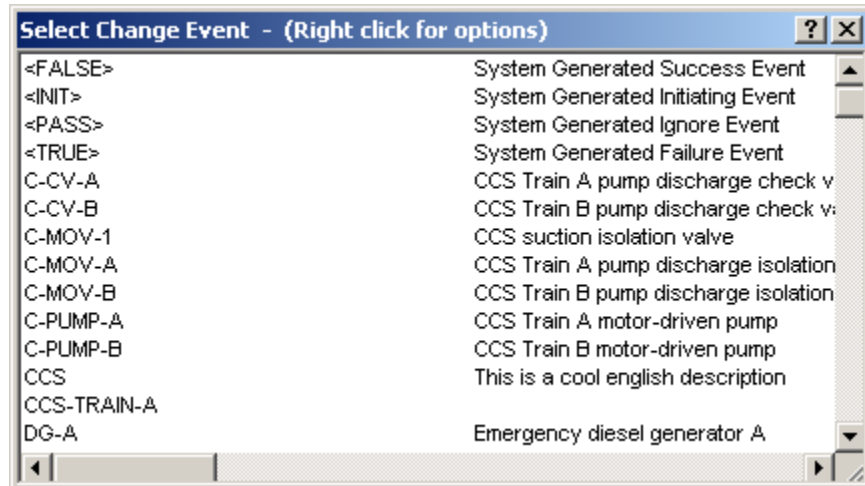 Select Change Event - (Right click for options)
<FALSE> System Generated Success Event
<INIT> System Generated Initiating Event
<PASS> System Generated Ignore Event
<TRUE> System Generated Failure Event
C-CV-A CCS Train A pump discharge check v
C-CV-B CCS Train B pump discharge check v
C-MOV-1 CCS suction isolation valve
C-MOV-A CCS Train A pump discharge isolation
C-MOV-B CCS Train B pump discharge isolation
C-PUMP-A CCS Train A motor-driven pump
C-PUMP-B CCS Train B motor-driven pump
CCS This is a cool english description
CCS-TRAIN-A
DG-A Emergency diesel generator A